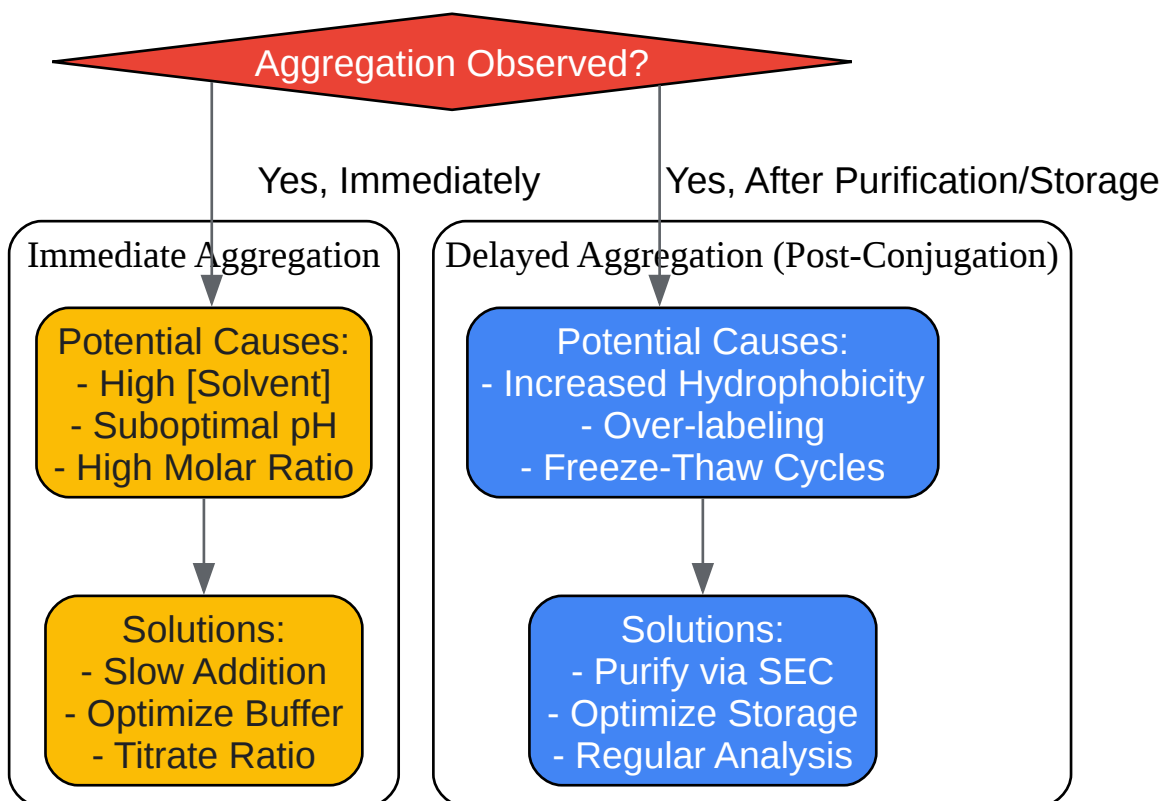 Aggregation Observed?
Yes, Immediately
Yes, After Purification/Storage
Immediate Aggregation
Potential Causes:
- High [Solvent]
- Suboptimal pH
- High Molar Ratio
Solutions:
- Slow Addition
- Optimize Buffer
- Titrate Ratio
Delayed Aggregation (Post-Conjugation)
Potential Causes:
- Increased Hydrophobicity
- Over-labeling
- Freeze-Thaw Cycles
Solutions:
- Purify via SEC
- Optimize Storage
- Regular Analysis